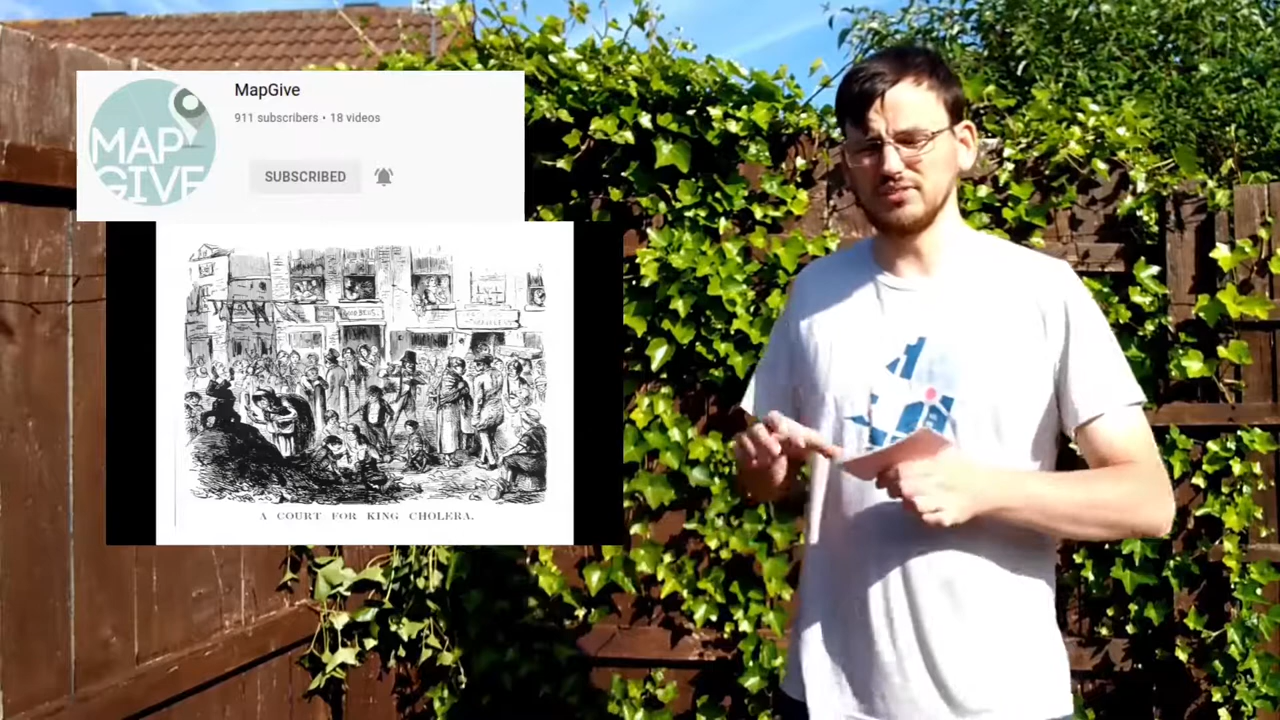 MapGive
911 subscribers • 18 videos
MAP
GIVE
SUBSCRIBED
A COURT FOR KING CHOLERA.